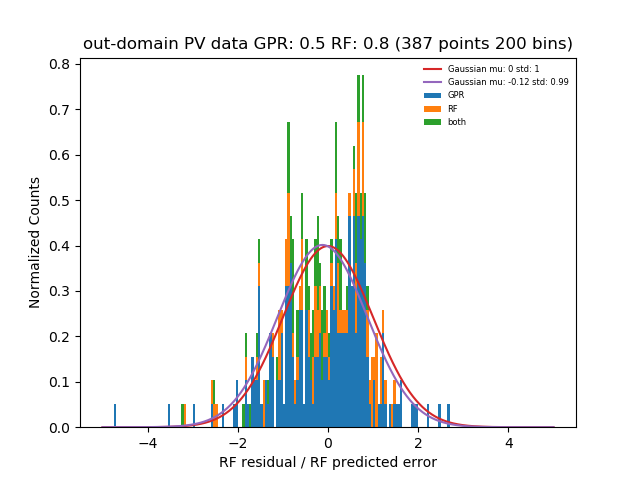 out-domain PV data GPR: 0.5 RF: 0.8 (387 points 200 bins)
Gaussian mu: 0 std: 1
Gaussian mu: -0.12 std: 0.99
GPR
RF
both
Normalized Counts
0.8
0.7
0.6
0.5
0.4
0.3
0.2
0.1
0.0
−4 −2 0 2 4
RF residual / RF predicted error